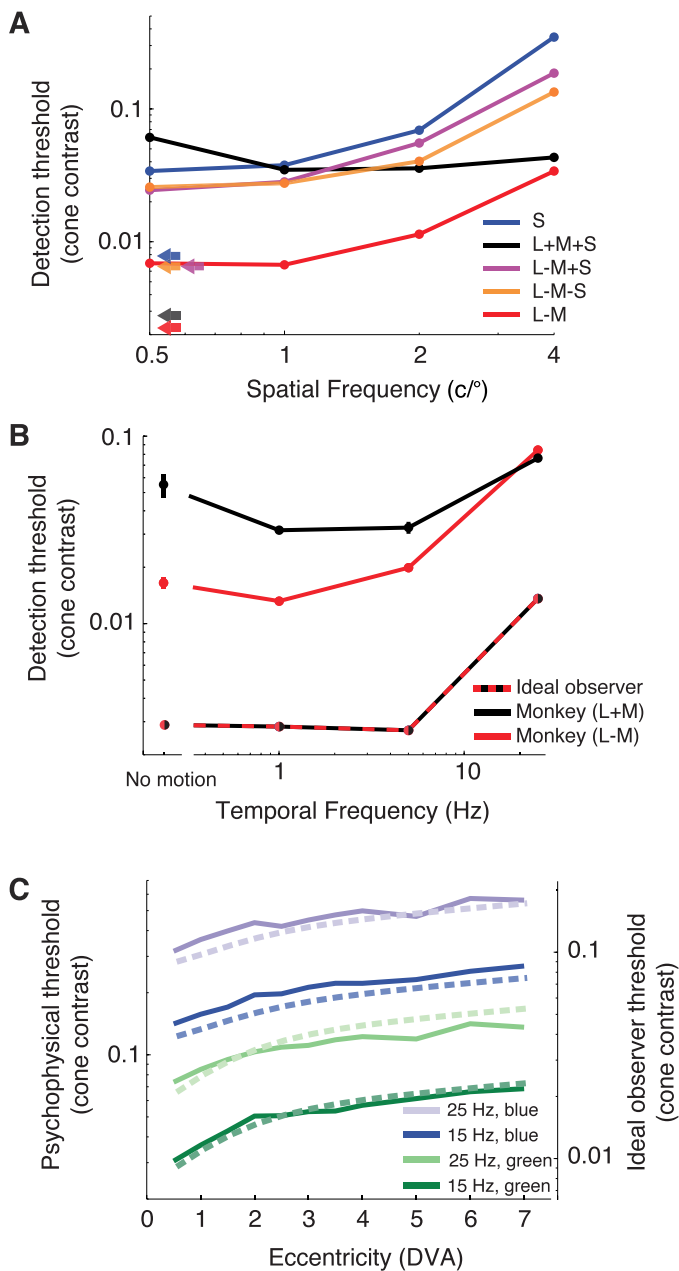 A
Detection threshold
(cone contrast)
0.1
0.01
S
L+M+S
L-M+S
L-M-S
L-M
0.5
1
2
4
Spatial Frequency (c/°)
B
Detection threshold
(cone contrast)
0.1
0.01
Ideal observer
Monkey (L+M)
Monkey (L-M)
No motion
1
10
Temporal Frequency (Hz)
C
Psychophysical threshold
(cone contrast)
0.1
0.1
0.01
Ideal observer threshold
(cone contrast)
25 Hz, blue
15 Hz, blue
25 Hz, green
15 Hz, green
0
1
2
3
4
5
6
7
Eccentricity (DVA)